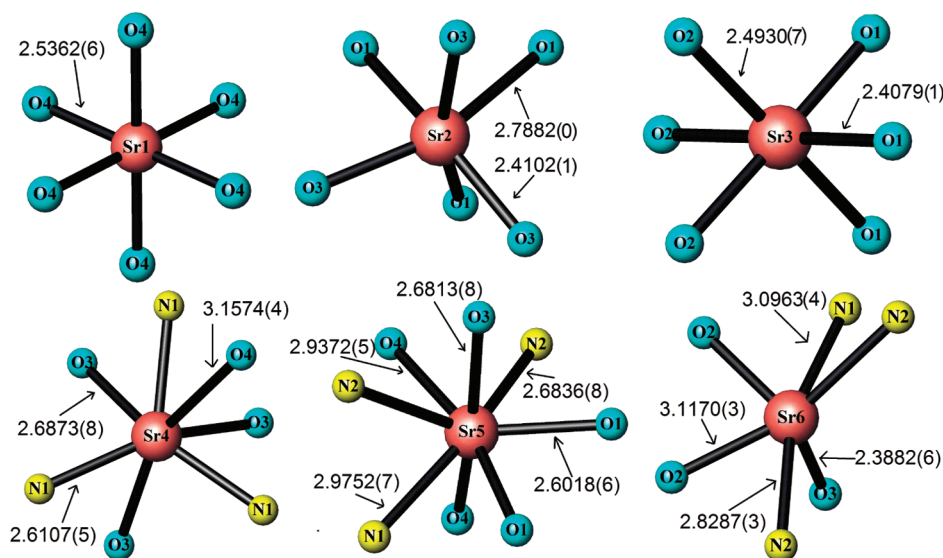 O4
2.5362(6)
O4
O4
Sr1
O4
O4
O4
O1
O3
O1
Sr2
2.7882(0)
2.4102(1)
O3
O1
O3
O2
2.4930(7)
O1
2.4079(1)
O2
Sr3
O1
O2
O1
N1
3.1574(4)
O3
O4
2.6873(8)
Sr4
O3
N1
N1
2.6107(5)
O3
2.6813(8)
O3
2.9372(5)
O4
N2
N2
2.6836(8)
Sr5
O1
2.9752(7)
2.6018(6)
N1
O4
O1
3.0963(4)
N1
N2
O2
Sr6
3.1170(3)
2.3882(6)
O2
O3
2.8287(3)
N2